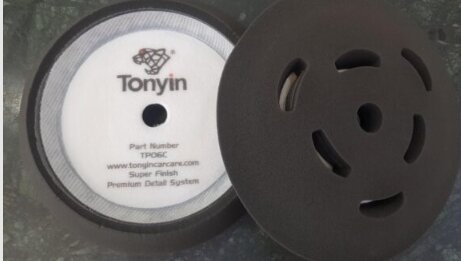 Tonyin
Part Number
TP06C
www.tonyincarcare.com
Super Finish
Premium Detail System